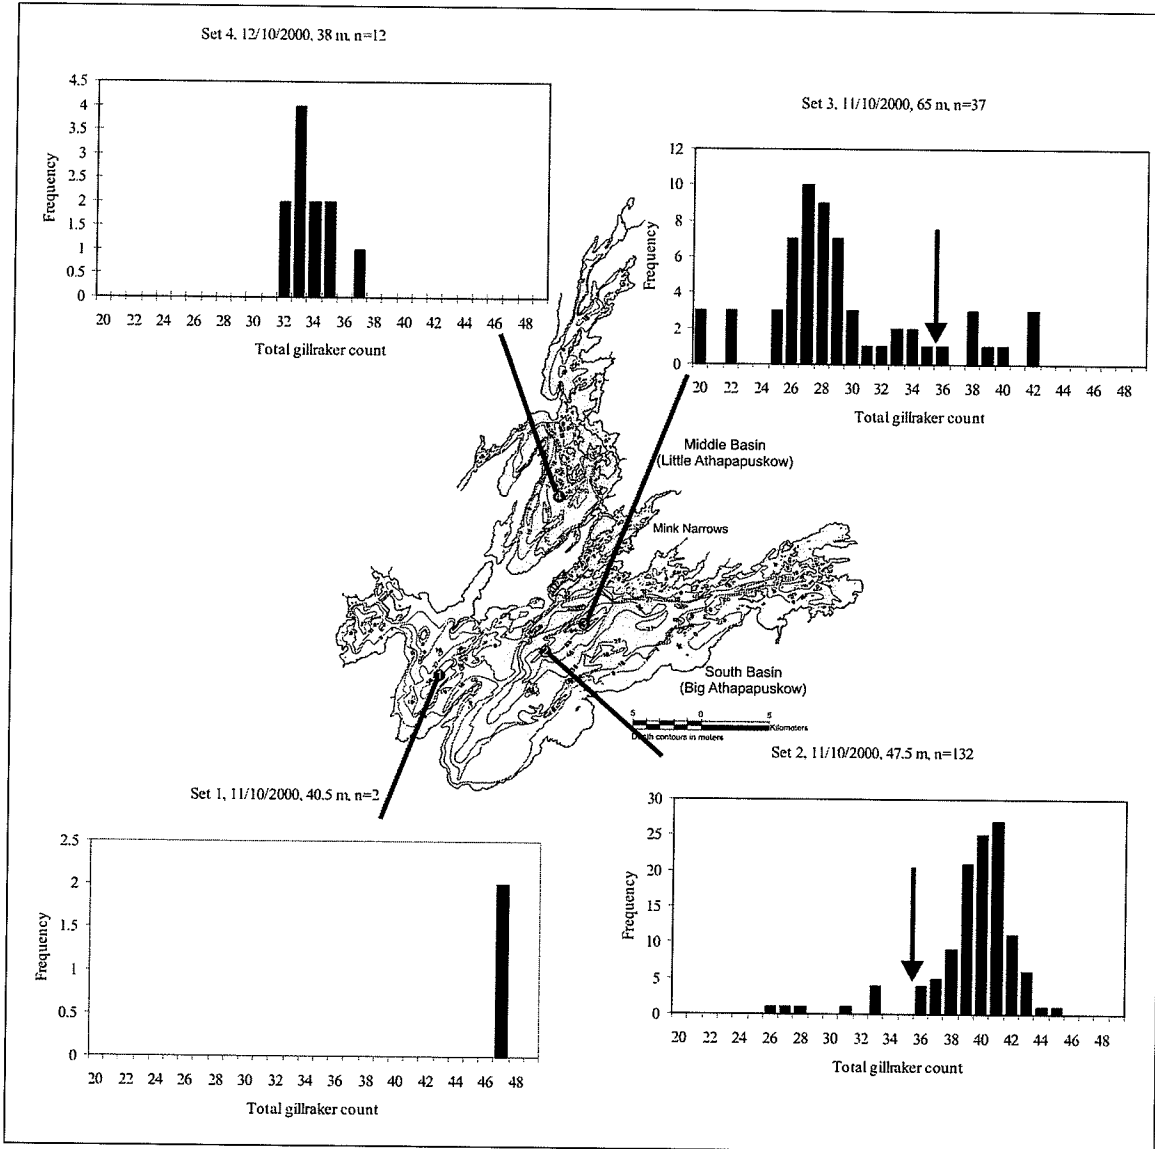 Set 4, 12/10/2000, 38 m, n=12
4.5
4
3.5
3
2.5
2
1.5
1
0.5
0
Frequency
20 22 24 26 28 30 32 34 36 38 40 42 44 46 48
Total gillraker count
Set 3, 11/10/2000, 65 m, n=37
12
10
8
6
4
2
0
Frequency
20 22 24 26 28 30 32 34 36 38 40 42 44 46 48
Total gillraker count
Middle Basin
(Little Athapapuskow)
Mink Narrows
South Basin
(Big Athapapuskow)
5 0 5
Kilometers
Depth contours in meters
Set 1, 11/10/2000, 40.5 m, n=2
2.5
2
1.5
1
0.5
0
Frequency
20 22 24 26 28 30 32 34 36 38 40 42 44 46 48
Total gillraker count
Set 2, 11/10/2000, 47.5 m, n=132
30
25
20
15
10
5
0
Frequency
20 22 24 26 28 30 32 34 36 38 40 42 44 46 48
Total gillraker count